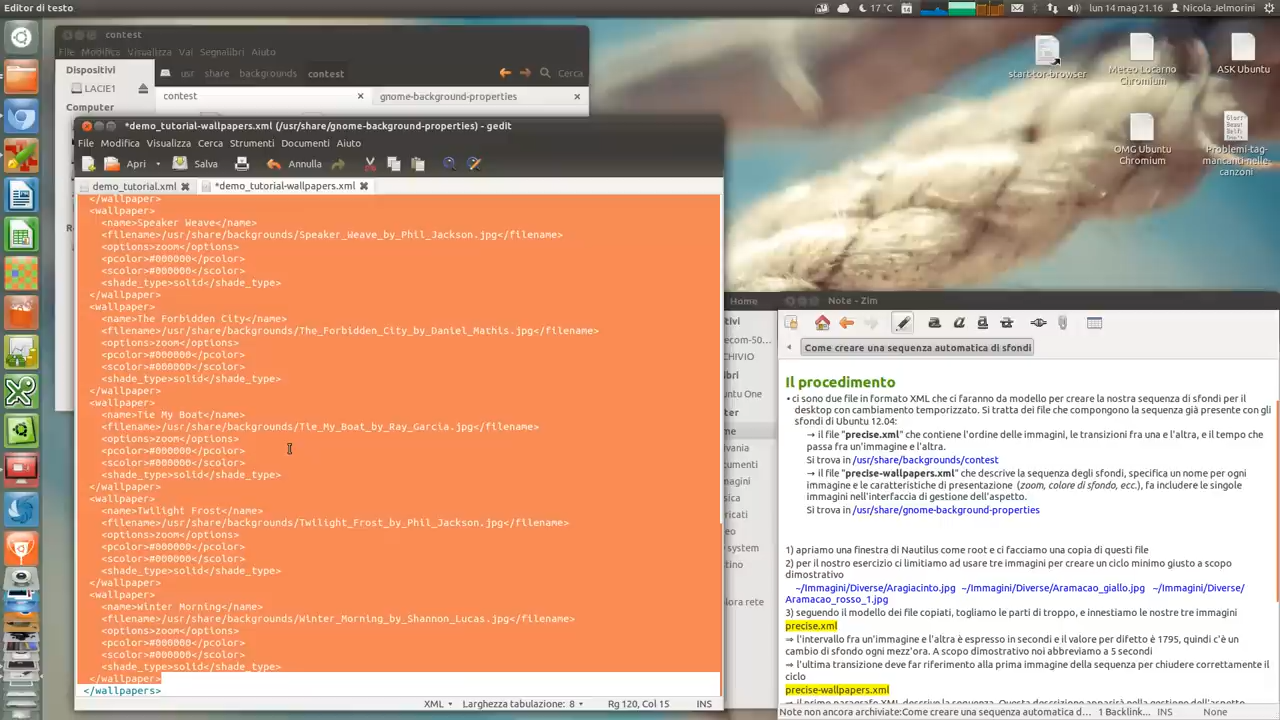 Editor di testo
17 °C
lun 14 mag 21.16
Nicola Jelmorini
contest
File Modifica Visualizza Vai Segnalibri Aiuto
Dispositivi
usr share backgrounds contest
Cerca
LACIE1
contest
gnome-background-properties
Computer
start-tor-browser
Meteo Locarno Chromium
ASK Ubuntu
OMG Ubuntu Chromium
Problemi-tag-mancanti-nelle-canzoni
*demo_tutorial-wallpapers.xml (/usr/share/gnome-background-properties) - gedit
File Modifica Visualizza Cerca Strumenti Documenti Aiuto
Apri Salva Annulla
demo_tutorial.xml
*demo_tutorial-wallpapers.xml
</wallpaper>
<wallpaper>
<name>Speaker Weave</name>
<filename>/usr/share/backgrounds/Speaker_Weave_by_Phil_Jackson.jpg</filename>
<options>zoom</options>
<pcolor>#000000</pcolor>
<scolor>#000000</scolor>
<shade_type>solid</shade_type>
</wallpaper>
<wallpaper>
<name>The Forbidden City</name>
<filename>/usr/share/backgrounds/The_Forbidden_City_by_Daniel_Mathis.jpg</filename>
<options>zoom</options>
<pcolor>#000000</pcolor>
<scolor>#000000</scolor>
<shade_type>solid</shade_type>
</wallpaper>
<wallpaper>
<name>Tie My Boat</name>
<filename>/usr/share/backgrounds/Tie_My_Boat_by_Ray_Garcia.jpg</filename>
<options>zoom</options>
<pcolor>#000000</pcolor>
<scolor>#000000</scolor>
<shade_type>solid</shade_type>
</wallpaper>
<wallpaper>
<name>Twilight Frost</name>
<filename>/usr/share/backgrounds/Twilight_Frost_by_Phil_Jackson.jpg</filename>
<options>zoom</options>
<pcolor>#000000</pcolor>
<scolor>#000000</scolor>
<shade_type>solid</shade_type>
</wallpaper>
<wallpaper>
<name>Winter Morning</name>
<filename>/usr/share/backgrounds/Winter_Morning_by_Shannon_Lucas.jpg</filename>
<options>zoom</options>
<pcolor>#000000</pcolor>
<scolor>#000000</scolor>
<shade_type>solid</shade_type>
</wallpaper>
</wallpapers>
XML Larghezza tabulazione: 8 Rg 120, Col 15 INS
Home
Note - Zim
Come creare una sequenza automatica di sfondi
Il procedimento
• ci sono due file in formato XML che ci faranno da modello per creare la nostra sequenza di sfondi per il
desktop con cambiamento temporizzato. Si tratta dei file che compongono la sequenza già presente con gli
sfondi di Ubuntu 12.04:
→ il file "precise.xml" che contiene l'ordine delle immagini, le transizioni fra una e l'altra, e il tempo che
passa fra un'immagine e l'altra.
Si trova in /usr/share/backgrounds/contest
→ il file "precise-wallpapers.xml" che descrive la sequenza degli sfondi, specifica un nome per ogni
immagine e le caratteristiche di presentazione (zoom, colore di sfondo, ecc.), fa includere le singole
immagini nell'interfaccia di gestione dell'aspetto.
Si trova in /usr/share/gnome-background-properties
1) apriamo una finestra di Nautilus come root e ci facciamo una copia di questi file
2) per il nostro esercizio ci limitiamo ad usare tre immagini per creare un ciclo minimo giusto a scopo
dimostrativo
~/Immagini/Diverse/Aragiacinto.jpg ~/Immagini/Diverse/Aramacao_giallo.jpg ~/Immagini/Diverse/
Aramacao_rosso_1.jpg
3) seguendo il modello dei file copiati, togliamo le parti di troppo, e innestiamo le nostre tre immagini
precise.xml
⇒ l'intervallo fra un'immagine e l'altra è espresso in secondi e il valore per difetto è 1795, quindi c'è un
cambio di sfondo ogni mezz'ora. A scopo dimostrativo noi abbreviamo a 5 secondi
⇒ l'ultima transizione deve far riferimento alla prima immagine della sequenza per chiudere correttamente il
ciclo
precise-wallpapers.xml
Note non ancora archiviate:Come creare una sequenza automatica d... 1 Backlink... INS None